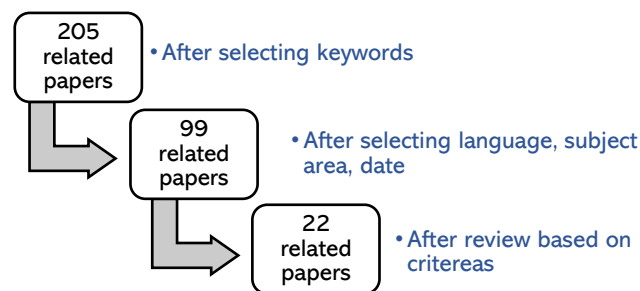 205
related
papers
• After selecting keywords
99
related
papers
• After selecting language, subject
area, date
22
related
papers
• After review based on
critereas